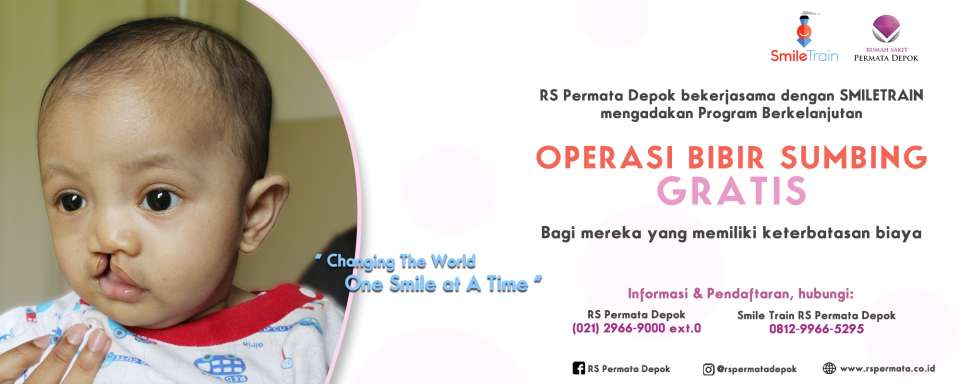 SmileTrain
RUMAH SAKIT
PERMATA DEPOK
RS Permata Depok bekerjasama dengan SMILETRAIN
mengadakan Program Berkelanjutan
OPERASI BIBIR SUMBING
GRATIS
Bagi mereka yang memiliki keterbatasan biaya
“ Changing The World
One Smile at A Time ”
Informasi & Pendaftaran, hubungi:
RS Permata Depok
(021) 2966-9000 ext.0
Smile Train RS Permata Depok
0812-9966-5295
RS Permata Depok
@rspermatadepok
www.rspermata.co.id